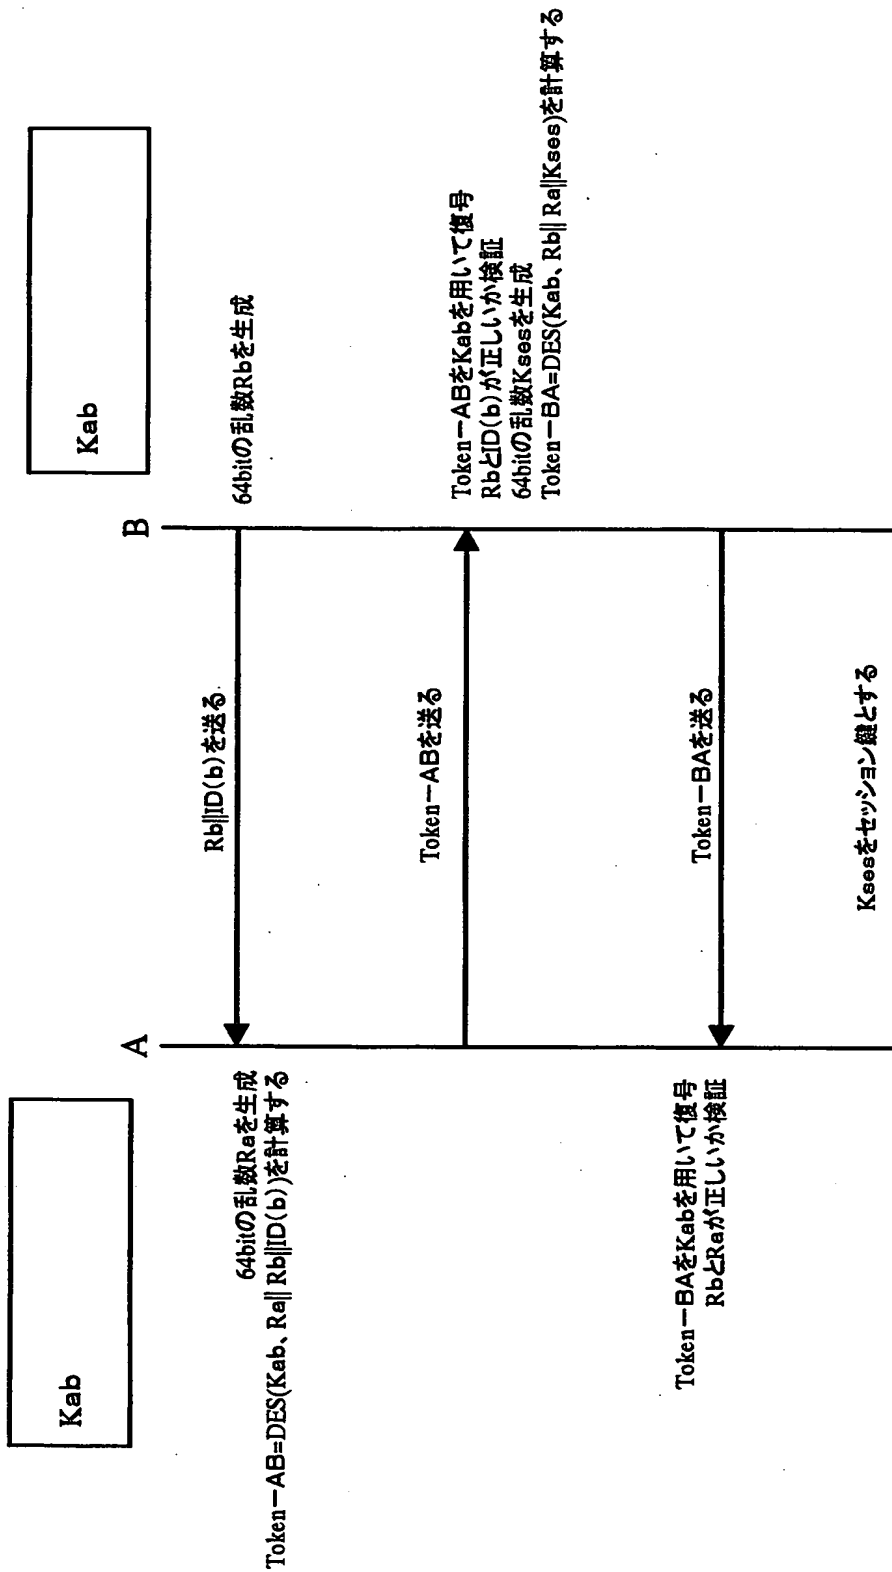 Kab
Kab
A
B
64bitの乱数Rbを生成
Rb||ID(b)を送る
64bitの乱数Raを生成
Token－AB=DES(Kab、Ra||Rb||ID(b))を計算する
Token－ABを送る
Token－ABをKabを用いて復号
RbとID(b)が正しいか検証
64bitの乱数Ksesを生成
Token－BA=DES(Kab、Rb||Ra||Kses)を計算する
Token－BAを送る
Token－BAをKabを用いて復号
RbとRaが正しいか検証
Ksesをセッション鍵とする